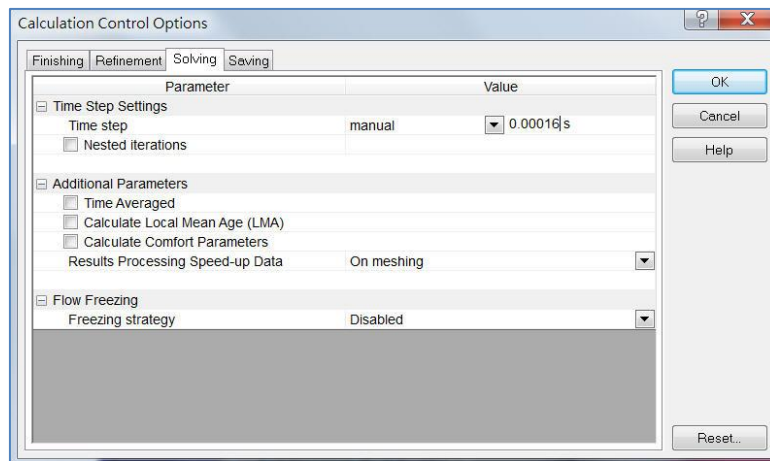 Calculation Control Options
Finishing Refinement Solving Saving
Parameter Value
Time Step Settings
Time step manual 0.00016 s
Nested iterations
Additional Parameters
Time Averaged
Calculate Local Mean Age (LMA)
Calculate Comfort Parameters
Results Processing Speed-up Data On meshing
Flow Freezing
Freezing strategy Disabled
OK
Cancel
Help
Reset...